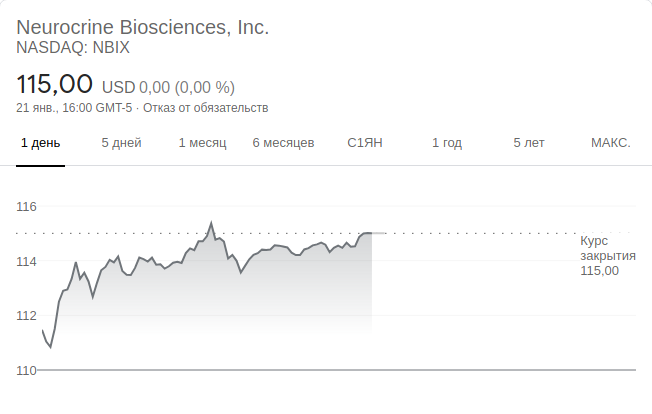 Neurocrine Biosciences, Inc.
NASDAQ: NBIX
115,00 USD 0,00 (0,00 %)
21 янв., 16:00 GMT-5 · Отказ от обязательств
1 день 5 дней 1 месяц 6 месяцев С1ЯН 1 год 5 лет МАКС.
116
Курс
закрытия
115,00
114
112
110